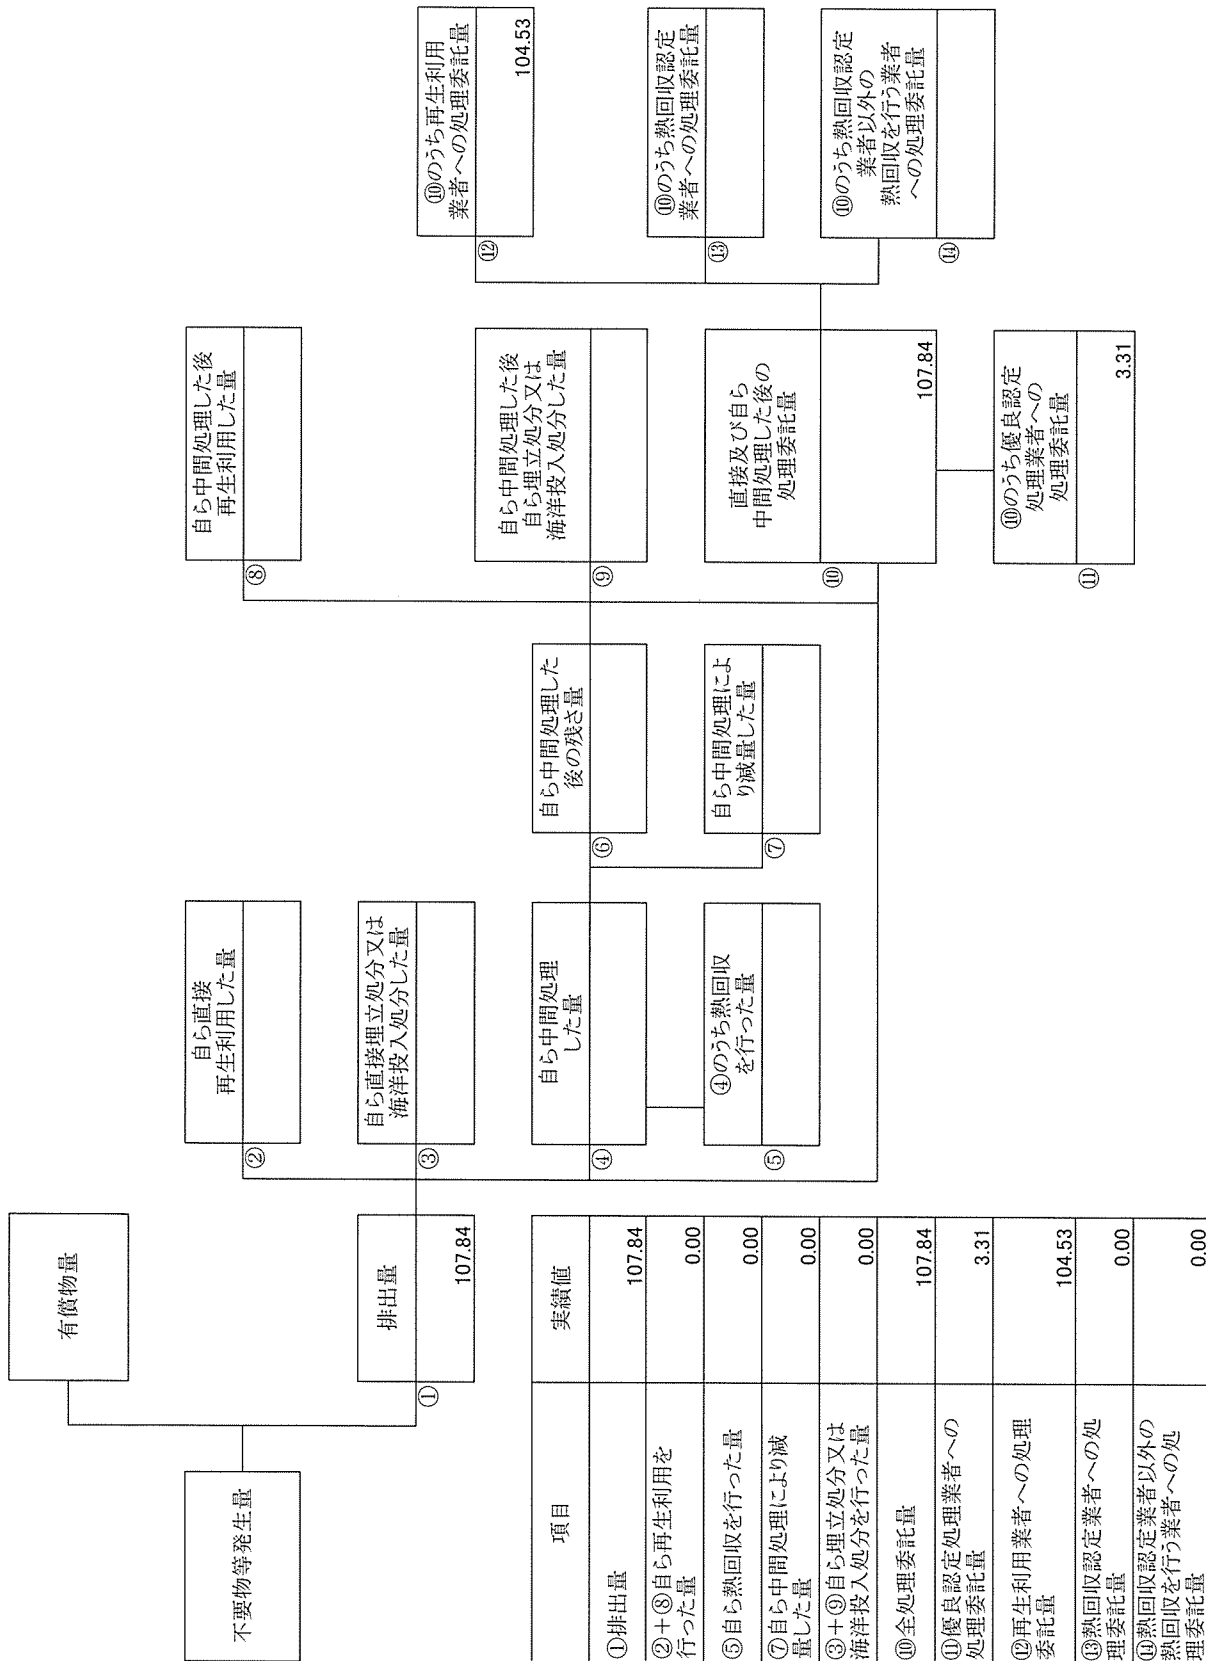 有償物量
不要物等発生量
排出量
①
107.84
自ら直接
再生利用した量
②
自ら直接埋立処分又は
海洋投入処分した量
③
自ら中間処理
した量
④
④のうち熱回収
を行った量
⑤
自ら中間処理した
後の残さ量
⑥
自ら中間処理によ
り減量した量
⑦
自ら中間処理した後
再生利用した量
⑧
自ら中間処理した後
自ら埋立処分又は
海洋投入処分した量
⑨
直接及び自ら
中間処理した後の
処理委託量
⑩
107.84
⑩のうち優良認定
処理業者への
処理委託量
⑪
3.31
⑩のうち再生利用
業者への処理委託量
⑫
104.53
⑩のうち熱回収認定
業者への処理委託量
⑬
⑩のうち熱回収認定
業者以外の
熱回収を行う業者
への処理委託量
⑭
項目 実績値
①排出量 107.84
②+⑧自ら再生利用を
行った量 0.00
⑤自ら熱回収を行った量 0.00
⑦自ら中間処理により減
量した量 0.00
③+⑨自ら埋立処分又は
海洋投入処分を行った量 0.00
⑩全処理委託量 107.84
⑪優良認定処理業者への
処理委託量 3.31
⑫再生利用業者への処理
委託量 104.53
⑬熱回収認定業者への処
理委託量 0.00
⑭熱回収認定業者以外の
熱回収を行う業者への処
理委託量 0.00